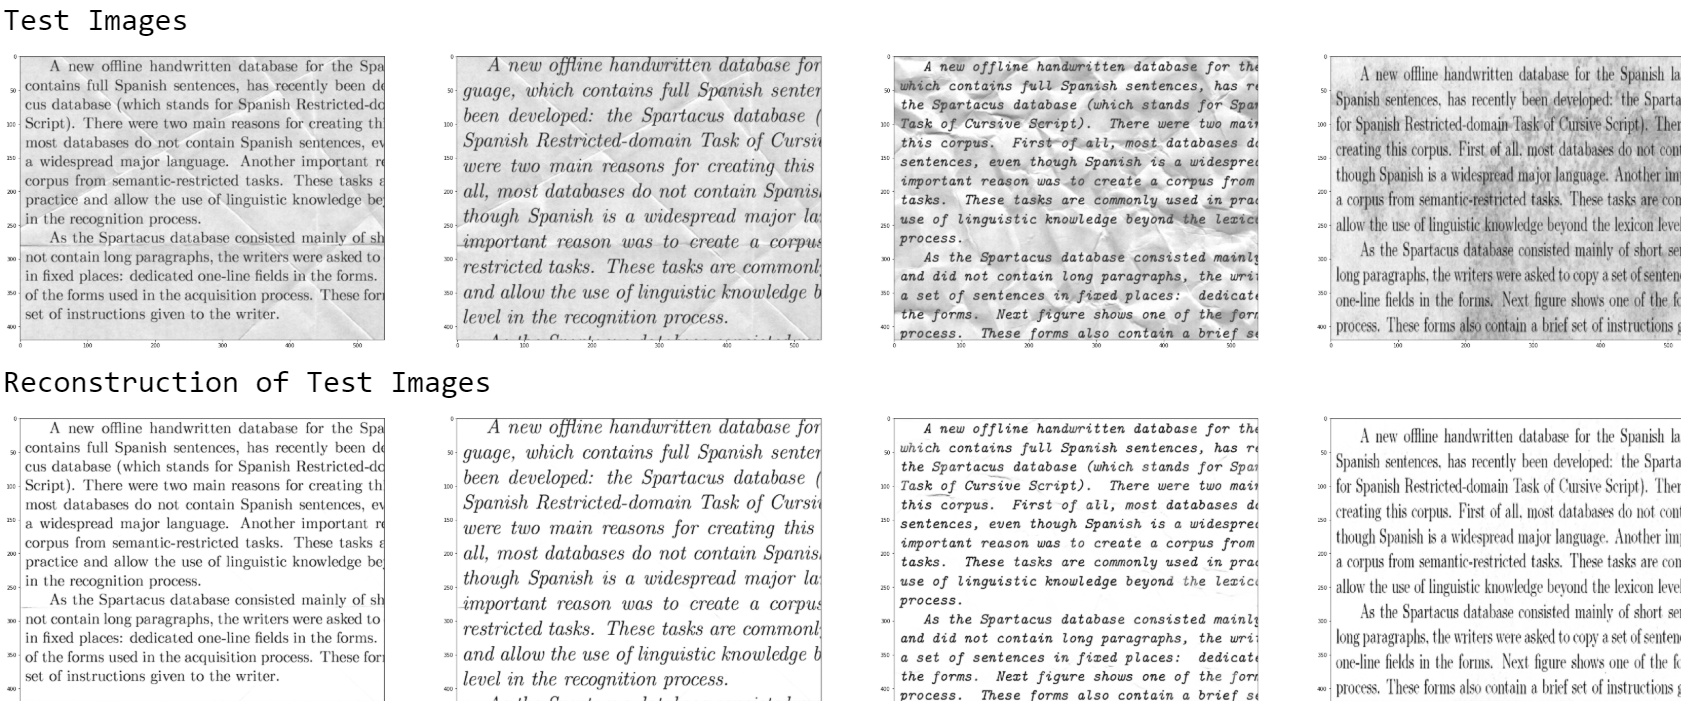 Test Images
A new offline handwritten database for the Spa
contains full Spanish sentences, has recently been de
cus database (which stands for Spanish Restricted-do
Script). There were two main reasons for creating th
most databases do not contain Spanish sentences, ev
a widespread major language. Another important re
corpus from semantic-restricted tasks. These tasks a
practice and allow the use of linguistic knowledge be
in the recognition process.
As the Spartacus database consisted mainly of sh
not contain long paragraphs, the writers were asked to
in fixed places: dedicated one-line fields in the forms.
of the forms used in the acquisition process. These for
set of instructions given to the writer.
A new offline handwritten database for
guage, which contains full Spanish senten
been developed: the Spartacus database (
Spanish Restricted-domain Task of Cursi
were two main reasons for creating this
all, most databases do not contain Spanis
though Spanish is a widespread major la
important reason was to create a corpus
restricted tasks. These tasks are commonl
and allow the use of linguistic knowledge b
level in the recognition process.
A new offline handwritten database for the
which contains full Spanish sentences, has re
the Spartacus database (which stands for Span
Task of Cursive Script). There were two main
this corpus. First of all, most databases do
sentences, even though Spanish is a widesprea
important reason was to create a corpus from
tasks. These tasks are commonly used in prac
use of linguistic knowledge beyond the lexico
process.
As the Spartacus database consisted mainly
and did not contain long paragraphs, the writ
a set of sentences in fixed places: dedicate
the forms. Next figure shows one of the form
process. These forms also contain a brief se
A new offline handwritten database for the Spanish la
Spanish sentences, has recently been developed: the Sparta
for Spanish Restricted-domain Task of Cursive Script). Ther
creating this corpus. First of all, most databases do not cont
though Spanish is a widespread major language. Another imp
a corpus from semantic-restricted tasks. These tasks are com
allow the use of linguistic knowledge beyond the lexicon level
As the Spartacus database consisted mainly of short sen
long paragraphs, the writers were asked to copy a set of senten
one-line fields in the forms. Next figure shows one of the fo
process. These forms also contain a brief set of instructions g
Reconstruction of Test Images
A new offline handwritten database for the Spa
contains full Spanish sentences, has recently been de
cus database (which stands for Spanish Restricted-do
Script). There were two main reasons for creating th
most databases do not contain Spanish sentences, ev
a widespread major language. Another important re
corpus from semantic-restricted tasks. These tasks a
practice and allow the use of linguistic knowledge be
in the recognition process.
As the Spartacus database consisted mainly of sh
not contain long paragraphs, the writers were asked to
in fixed places: dedicated one-line fields in the forms.
of the forms used in the acquisition process. These for
set of instructions given to the writer.
A new offline handwritten database for
guage, which contains full Spanish senten
been developed: the Spartacus database (
Spanish Restricted-domain Task of Cursi
were two main reasons for creating this
all, most databases do not contain Spanis
though Spanish is a widespread major la
important reason was to create a corpus
restricted tasks. These tasks are commonl
and allow the use of linguistic knowledge b
level in the recognition process.
A new offline handwritten database for the
which contains full Spanish sentences, has re
the Spartacus database (which stands for Span
Task of Cursive Script). There were two main
this corpus. First of all, most databases do
sentences, even though Spanish is a widesprea
important reason was to create a corpus from
tasks. These tasks are commonly used in prac
use of linguistic knowledge beyond the lexico
process.
As the Spartacus database consisted mainly
and did not contain long paragraphs, the writ
a set of sentences in fixed places: dedicate
the forms. Next figure shows one of the form
process. These forms also contain a brief se
A new offline handwritten database for the Spanish la
Spanish sentences, has recently been developed: the Sparta
for Spanish Restricted-domain Task of Cursive Script). Ther
creating this corpus. First of all, most databases do not cont
though Spanish is a widespread major language. Another imp
a corpus from semantic-restricted tasks. These tasks are com
allow the use of linguistic knowledge beyond the lexicon level
As the Spartacus database consisted mainly of short sen
long paragraphs, the writers were asked to copy a set of senten
one-line fields in the forms. Next figure shows one of the fo
process. These forms also contain a brief set of instructions g